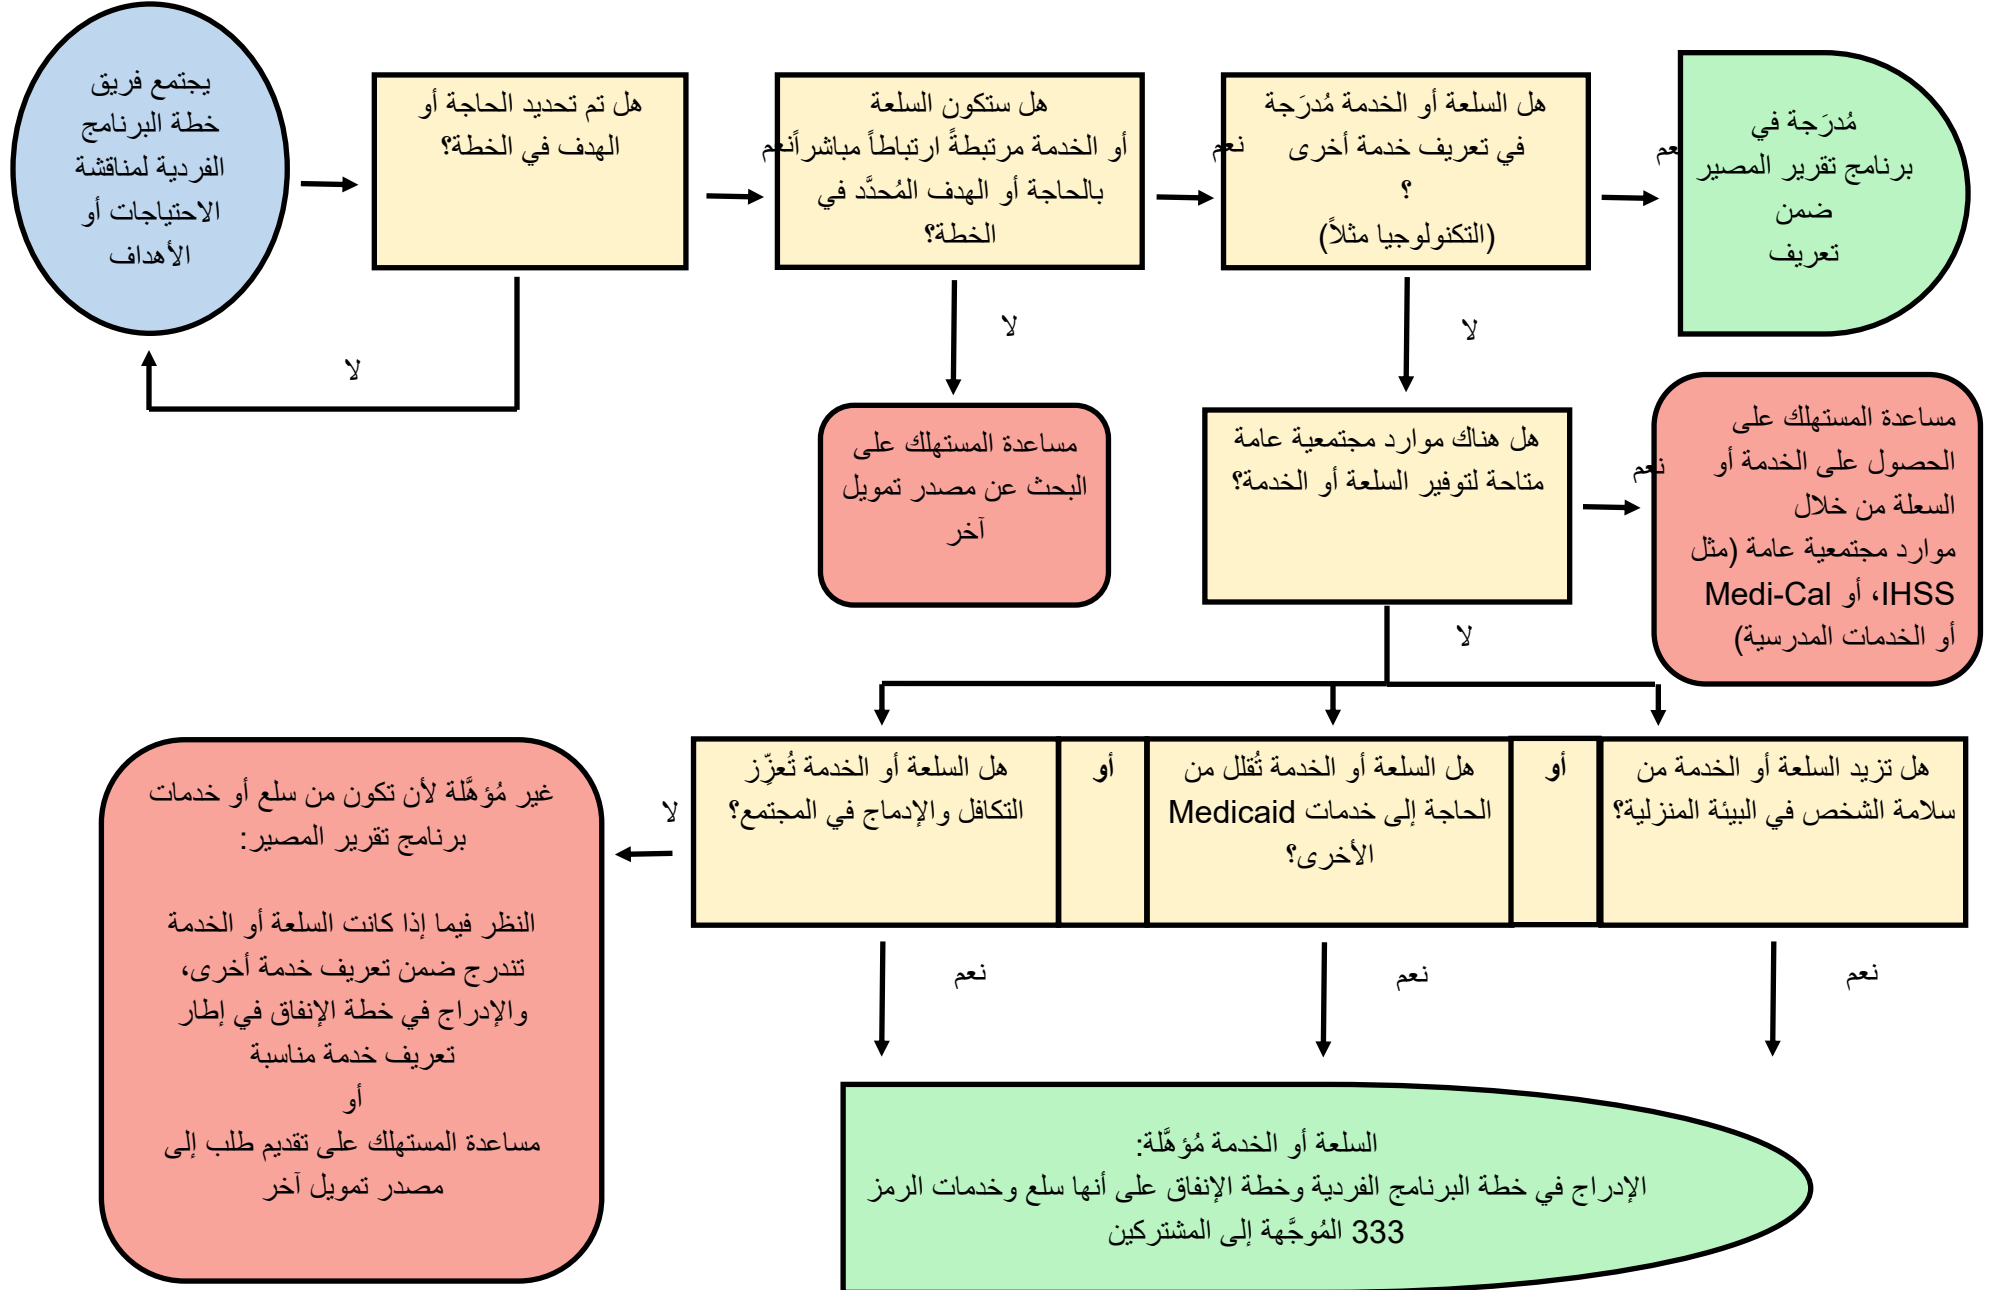 يجتمع فريق
خطة البرنامج
الفردية لمناقشة
الاحتياجات أو
الأهداف
هل تم تحديد الحاجة أو
الهدف في الخطة؟
لا
هل ستكون السلعة
أو الخدمة مرتبطةً ارتباطاً مباشراً
بالحاجة أو الهدف المُحدَّد في
الخطة؟
نعم
لا
مساعدة المستهلك على
البحث عن مصدر تمويل
آخر
هل السلعة أو الخدمة مُدرَجة
في تعريف خدمة أخرى
؟
(التكنولوجيا مثلاً)
نعم
لا
مُدرَجة في
برنامج تقرير المصير
ضمن
تعريف
نعم
هل هناك موارد مجتمعية عامة
متاحة لتوفير السلعة أو الخدمة؟
نعم
لا
مساعدة المستهلك على
الحصول على الخدمة أو
السعلة من خلال
موارد مجتمعية عامة (مثل
IHSS، أو Medi-Cal
أو الخدمات المدرسية)
هل تزيد السلعة أو الخدمة من
سلامة الشخص في البيئة المنزلية؟
أو
هل السلعة أو الخدمة تُقلل من
الحاجة إلى خدمات Medicaid
الأخرى؟
أو
هل السلعة أو الخدمة تُعزِّز
التكافل والإدماج في المجتمع؟
لا
نعم
نعم
نعم
غير مُؤهَّلة لأن تكون من سلع أو خدمات
برنامج تقرير المصير:
النظر فيما إذا كانت السلعة أو الخدمة
تندرج ضمن تعريف خدمة أخرى،
والإدراج في خطة الإنفاق في إطار
تعريف خدمة مناسبة
أو
مساعدة المستهلك على تقديم طلب إلى
مصدر تمويل آخر
السلعة أو الخدمة مُؤهَّلة:
الإدراج في خطة البرنامج الفردية وخطة الإنفاق على أنها سلع وخدمات الرمز
333 المُوجَّهة إلى المشتركين